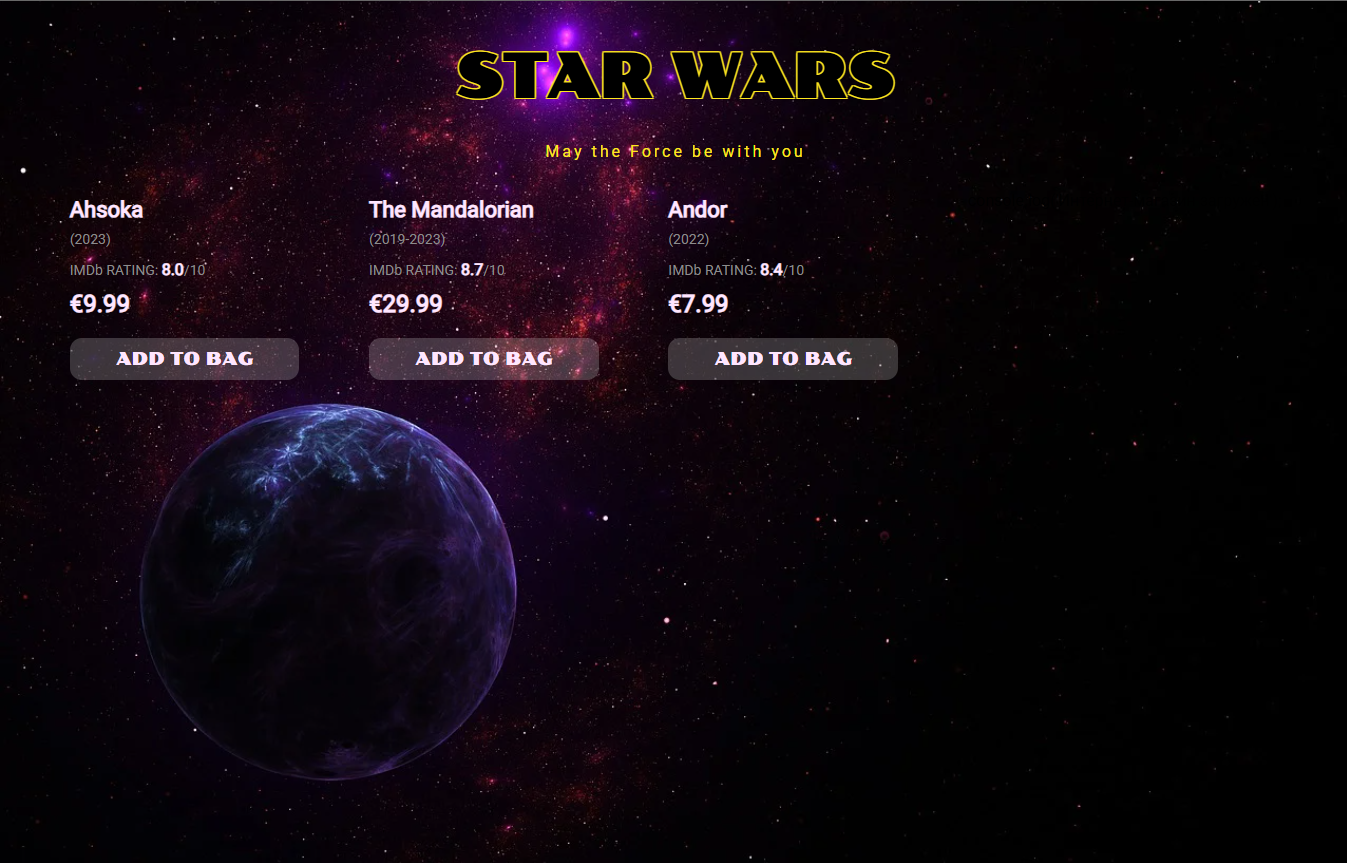 STAR WARS
May the Force be with you
Ahsoka
(2023)
IMDb RATING: 8.0/10
€9.99
ADD TO BAG
The Mandalorian
(2019-2023)
IMDb RATING: 8.7/10
€29.99
ADD TO BAG
Andor
(2022)
IMDb RATING: 8.4/10
€7.99
ADD TO BAG